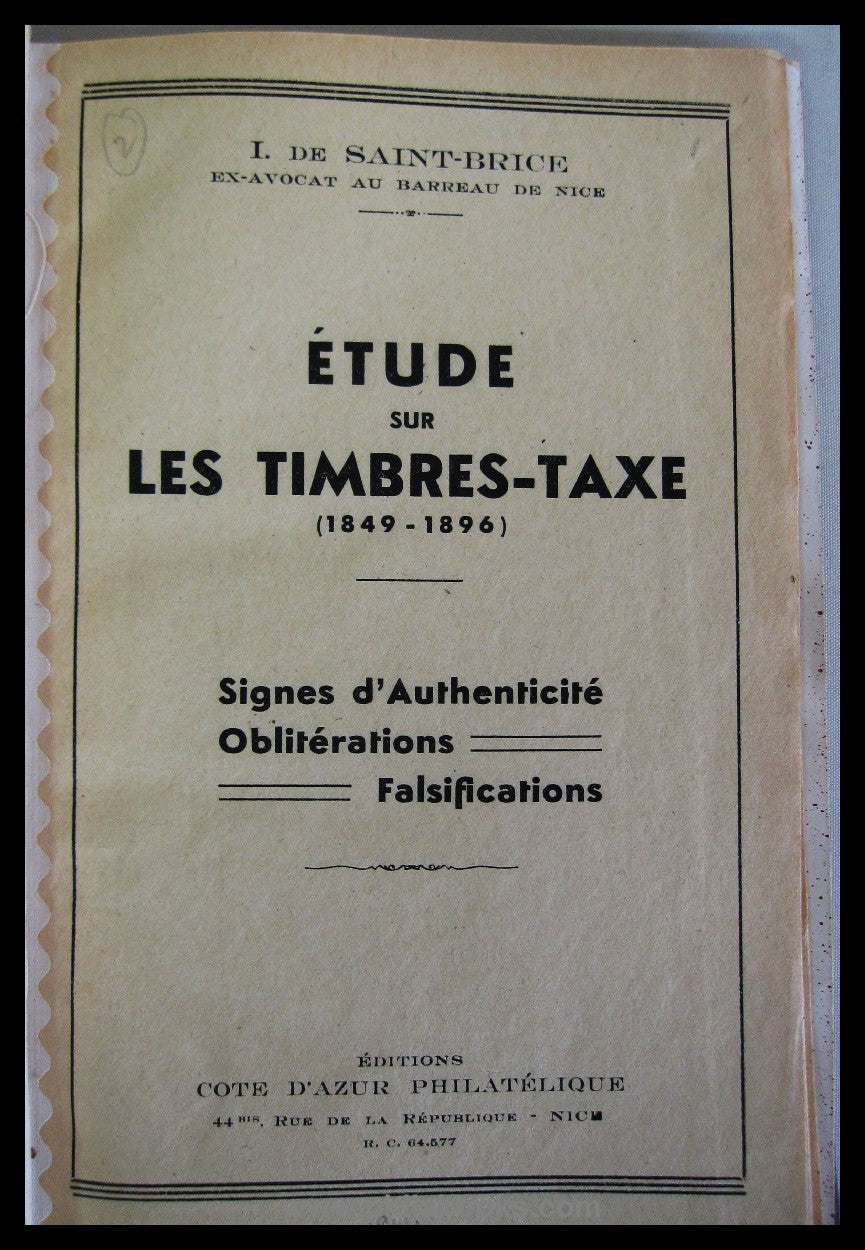 2
I. DE SAINT-BRICE
EX-AVOCAT AU BARREAU DE NICE
ÉTUDE
SUR
LES TIMBRES-TAXE
(1849 - 1896)
Signes d'Authenticité
Oblitérations
Falsifications
ÉDITIONS
COTE D'AZUR PHILATÉLIQUE
44 BIS, RUE DE LA RÉPUBLIQUE - NICE
R. C. 64.577